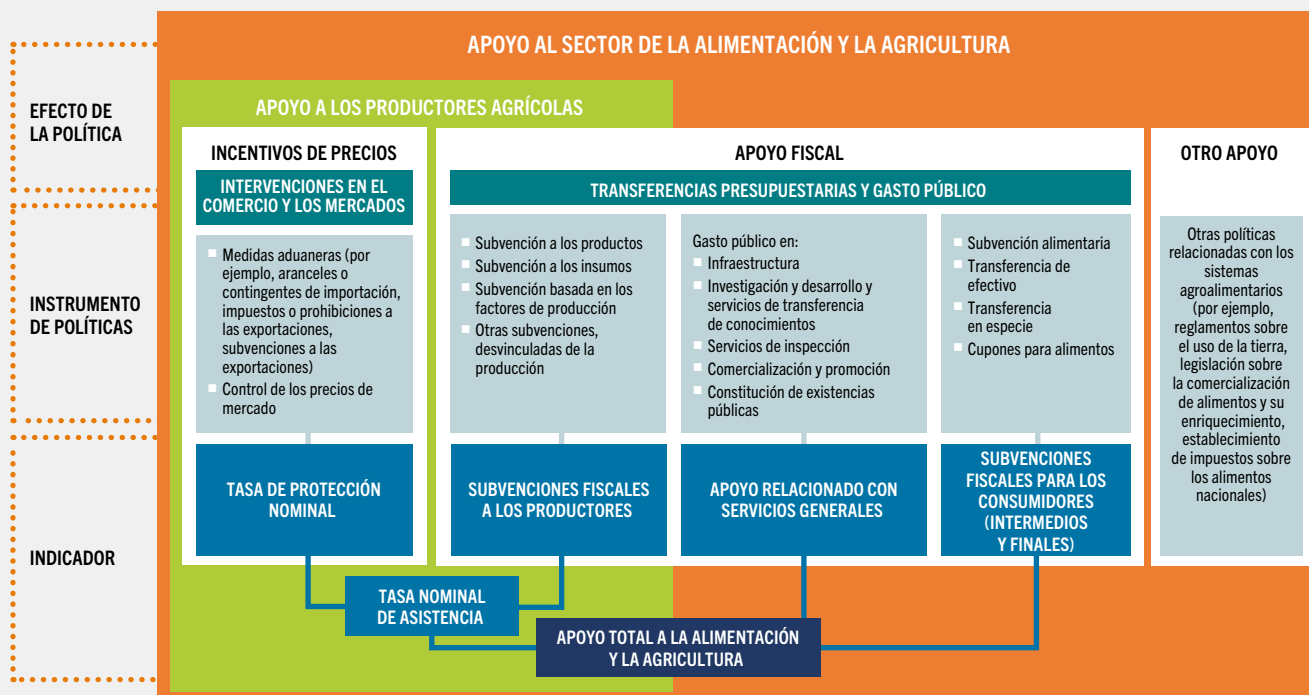 APOYO AL SECTOR DE LA ALIMENTACIÓN Y LA AGRICULTURA
EFECTO DE
LA POLÍTICA
APOYO A LOS PRODUCTORES AGRÍCOLAS
INCENTIVOS DE PRECIOS
APOYO FISCAL
OTRO APOYO
INTERVENCIONES EN EL
COMERCIO Y LOS MERCADOS
TRANSFERENCIAS PRESUPUESTARIAS Y GASTO PÚBLICO
INSTRUMENTO
DE POLÍTICAS
Medidas aduaneras (por
ejemplo, aranceles o
contingentes de importación,
impuestos o prohibiciones a
las exportaciones,
subvenciones a las
exportaciones)
Control de los precios de
mercado
Subvención a los productos
Subvención a los insumos
Subvención basada en los
factores de producción
Otras subvenciones,
desvinculadas de la
producción
Gasto público en:
Infraestructura
Investigación y desarrollo y
servicios de transferencia
de conocimientos
Servicios de inspección
Comercialización y promoción
Constitución de existencias
públicas
Subvención alimentaria
Transferencia de
efectivo
Transferencia
en especie
Cupones para alimentos
Otras políticas
relacionadas con los
sistemas
agroalimentarios
(por ejemplo,
reglamentos sobre
el uso de la tierra,
legislación sobre
la comercialización
de alimentos y su
enriquecimiento,
establecimiento
de impuestos sobre
los alimentos
nacionales)
INDICADOR
TASA DE PROTECCIÓN
NOMINAL
SUBVENCIONES FISCALES
A LOS PRODUCTORES
APOYO RELACIONADO CON
SERVICIOS GENERALES
SUBVENCIONES
FISCALES PARA LOS
CONSUMIDORES
(INTERMEDIOS
Y FINALES)
TASA NOMINAL
DE ASISTENCIA
APOYO TOTAL A LA ALIMENTACIÓN
Y LA AGRICULTURA